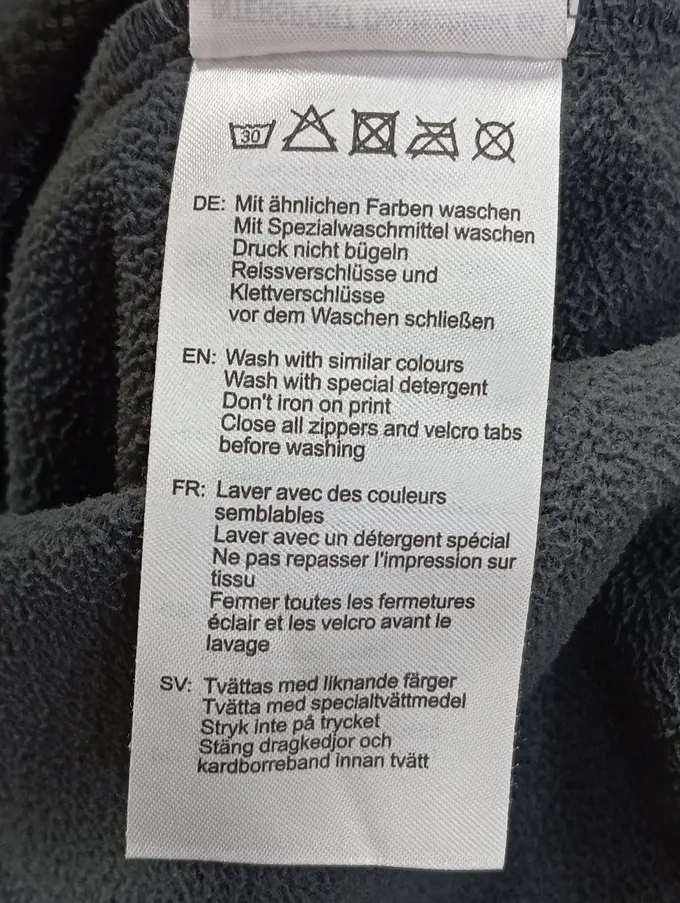 30
DE: Mit ähnlichen Farben waschen
Mit Spezialwaschmittel waschen
Druck nicht bügeln
Reissverschlüsse und
Klettverschlüsse
vor dem Waschen schließen
EN: Wash with similar colours
Wash with special detergent
Don't iron on print
Close all zippers and velcro tabs
before washing
FR: Laver avec des couleurs
semblables
Laver avec un détergent spécial
Ne pas repasser l'impression sur
tissu
Fermer toutes les fermetures
éclair et les velcro avant le
lavage
SV: Tvättas med liknande färger
Tvätta med specialtvättmedel
Stryk inte på trycket
Stäng dragkedjor och
kardborreband innan tvätt